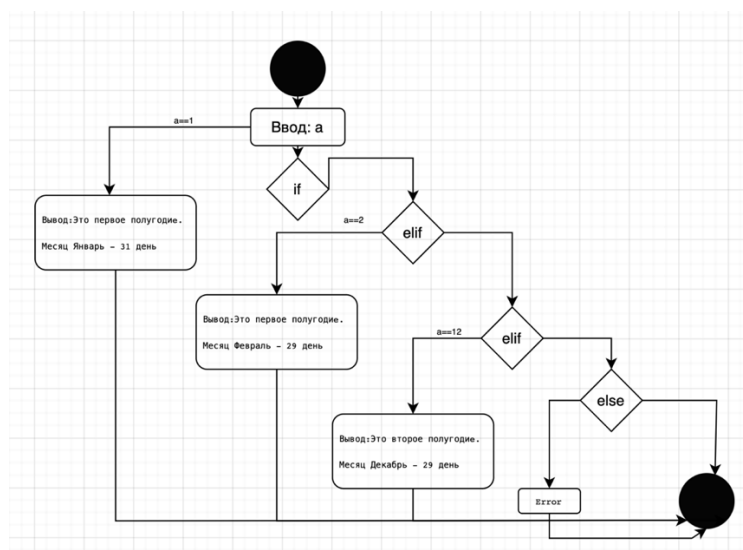 Ввод: a
a==1
if
Вывод:Это первое полугодие.
Месяц Январь – 31 день
a==2
elif
Вывод:Это первое полугодие.
Месяц Февраль – 29 день
a==12
elif
else
Вывод:Это второе полугодие.
Месяц Декабрь – 29 день
Error